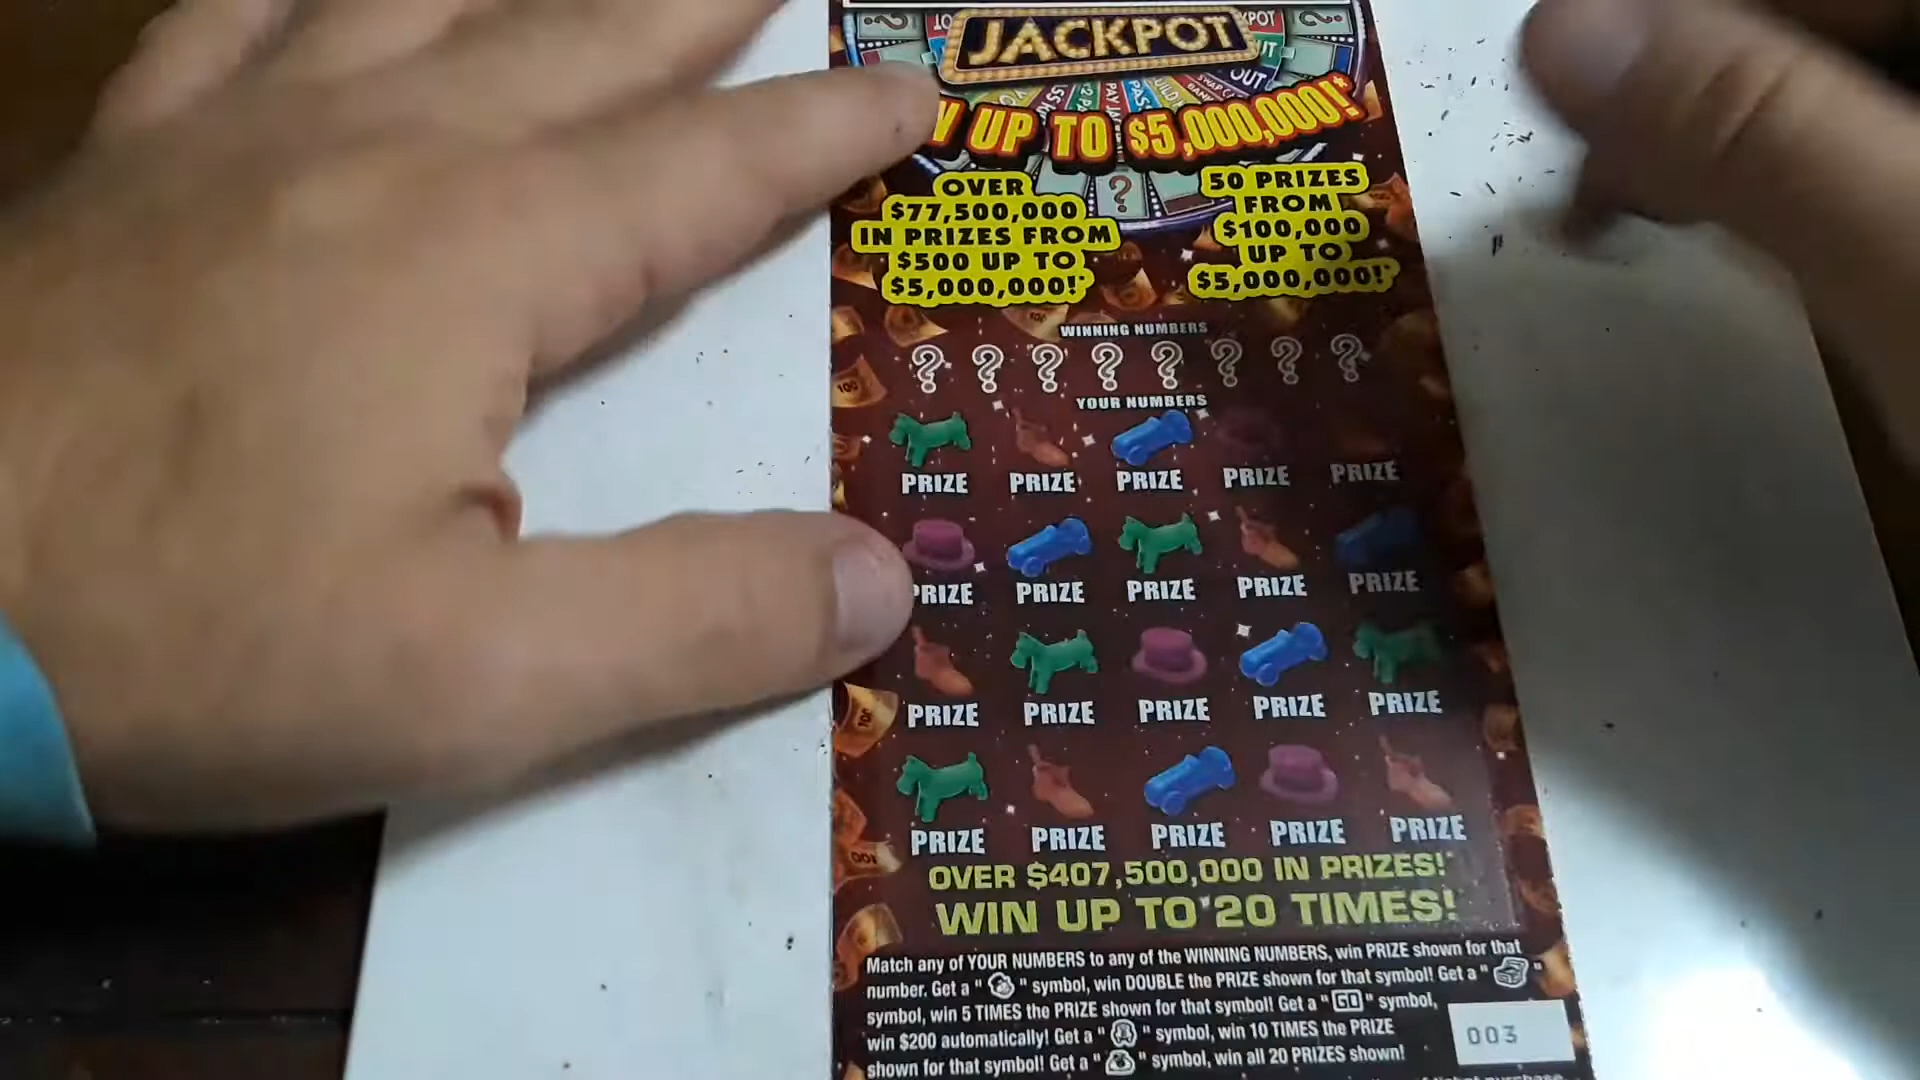 JACKPOT
UP TO $5,000,000!*
OVER
$77,500,000
IN PRIZES FROM
$500 UP TO
$5,000,000!*
50 PRIZES
FROM
$100,000
UP TO
$5,000,000!*
WINNING NUMBERS
? ? ? ? ? ? ? ?
YOUR NUMBERS
PRIZE PRIZE PRIZE PRIZE PRIZE
PRIZE PRIZE PRIZE PRIZE PRIZE
PRIZE PRIZE PRIZE PRIZE PRIZE
PRIZE PRIZE PRIZE PRIZE PRIZE
OVER $407,500,000 IN PRIZES!*
WIN UP TO 20 TIMES!
Match any of YOUR NUMBERS to any of the WINNING NUMBERS, win PRIZE shown for that
number. Get a " " symbol, win DOUBLE the PRIZE shown for that symbol! Get a " "
symbol, win 5 TIMES the PRIZE shown for that symbol! Get a "GO" symbol,
win $200 automatically! Get a " " symbol, win 10 TIMES the PRIZE
shown for that symbol! Get a " " symbol, win all 20 PRIZES shown!
003